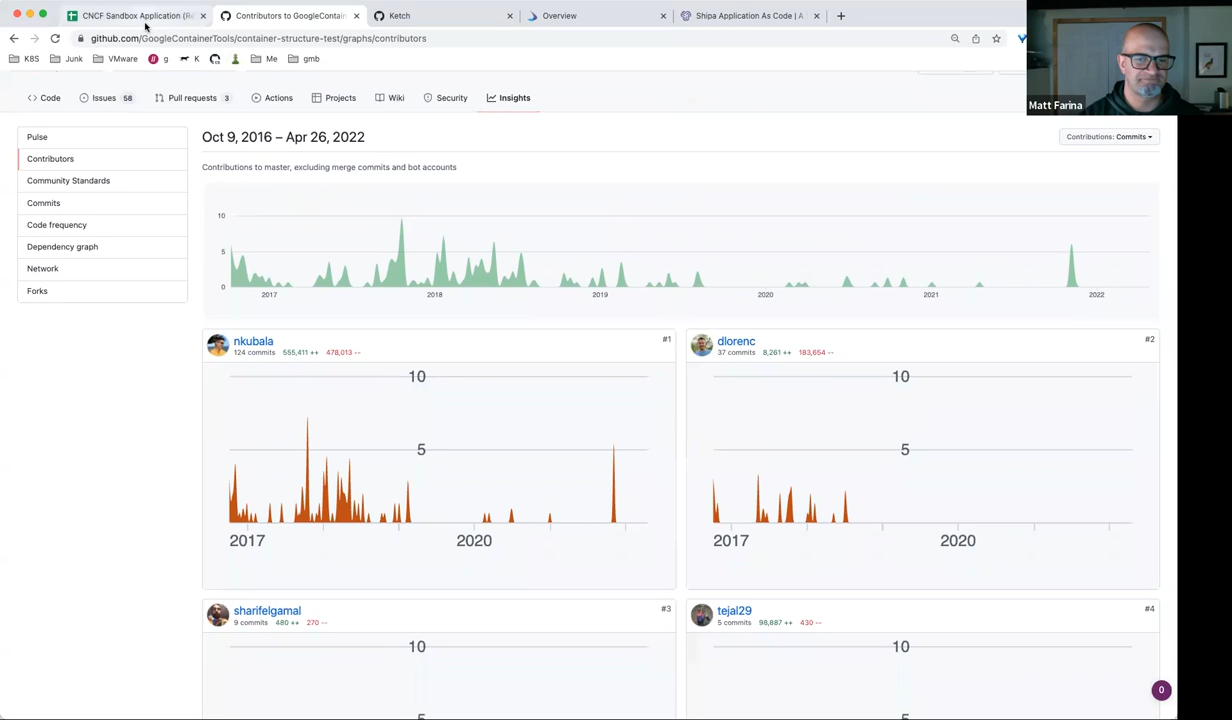 CNCF Sandbox Application (Re
Contributors to GoogleContain
Ketch
Overview
Shipa Application As Code | A
github.com/GoogleContainerTools/container-structure-test/graphs/contributors
K8S
Junk
VMware
g
K
Me
gmb
Matt Farina
Code
Issues 58
Pull requests 3
Actions
Projects
Wiki
Security
Insights
Pulse
Contributors
Community Standards
Commits
Code frequency
Dependency graph
Network
Forks
Oct 9, 2016 – Apr 26, 2022
Contributions: Commits
Contributions to master, excluding merge commits and bot accounts
10
5
0
2017 2018 2019 2020 2021 2022
nkubala #1
124 commits 555,411 ++ 478,013 --
10
5
2017 2020
dlorenc #2
37 commits 8,261 ++ 183,654 --
10
5
2017 2020
sharifelgamal #3
9 commits 480 ++ 270 --
10
tejal29 #4
5 commits 98,887 ++ 430 --
10
0